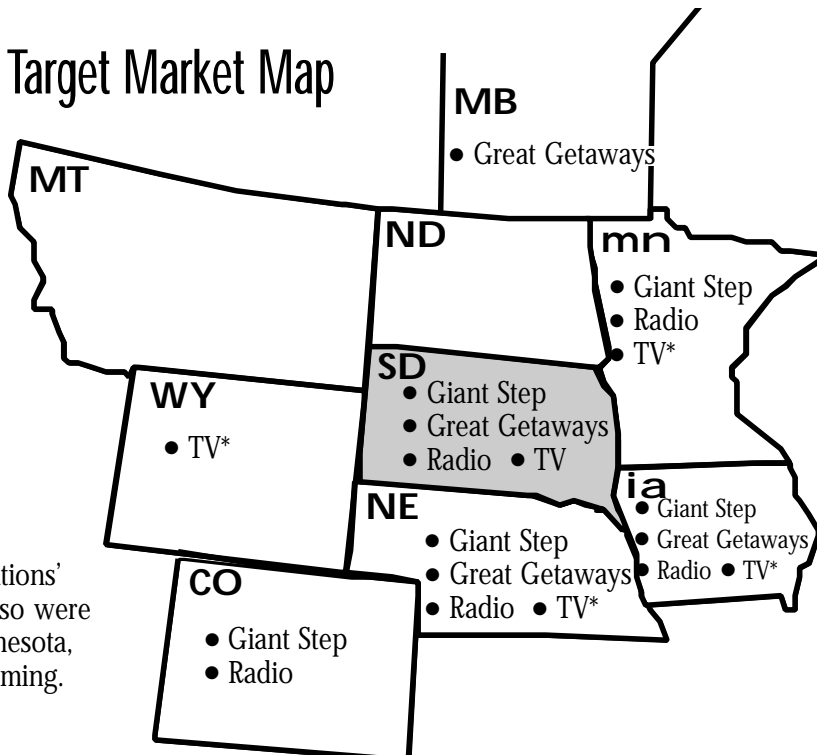 Target Market Map
MB
• Great Getaways
MT
ND
mn
• Giant Step
• Radio
• TV*
SD
• Giant Step
• Great Getaways
• Radio • TV
WY
• TV*
NE
• Giant Step
• Great Getaways
• Radio • TV*
ia
• Giant Step
• Great Getaways
• Radio • TV*
CO
• Giant Step
• Radio
tions’
so were
nesota,
ming.